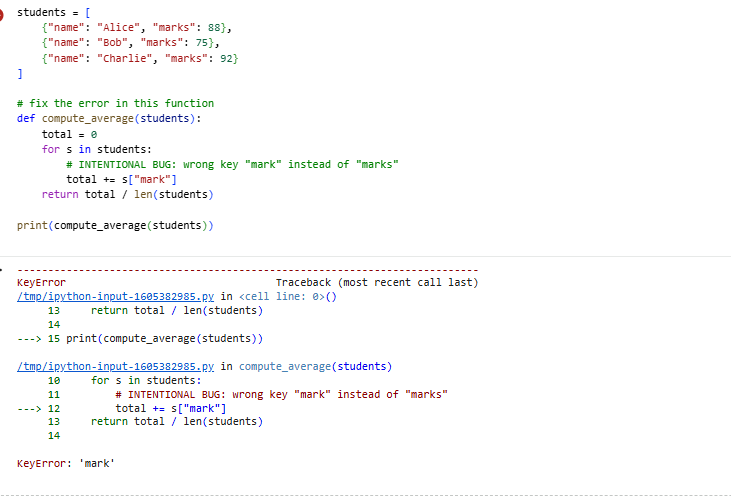 students = [
    {"name": "Alice", "marks": 88},
    {"name": "Bob", "marks": 75},
    {"name": "Charlie", "marks": 92}
]

# fix the error in this function
def compute_average(students):
    total = 0
    for s in students:
        # INTENTIONAL BUG: wrong key "mark" instead of "marks"
        total += s["mark"]
    return total / len(students)

print(compute_average(students))

---------------------------------------------------------------------------
KeyError                                  Traceback (most recent call last)
/tmp/ipython-input-1605382985.py in <cell line: 0>()
     13     return total / len(students)
     14 
---> 15 print(compute_average(students))

/tmp/ipython-input-1605382985.py in compute_average(students)
     10     for s in students:
     11         # INTENTIONAL BUG: wrong key "mark" instead of "marks"
---> 12         total += s["mark"]
     13     return total / len(students)
     14 

KeyError: 'mark'